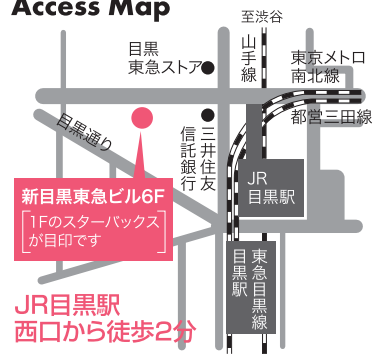 Access Map
至渋谷
山手線
目黒
東急ストア
東京メトロ
南北線
都営三田線
目黒通り
三井住友
信託銀行
新目黒東急ビル6F
1Fのスターバックス
が目印です
JR
目黒駅
東急目黒線
目黒駅
JR目黒駅
西口から徒歩2分